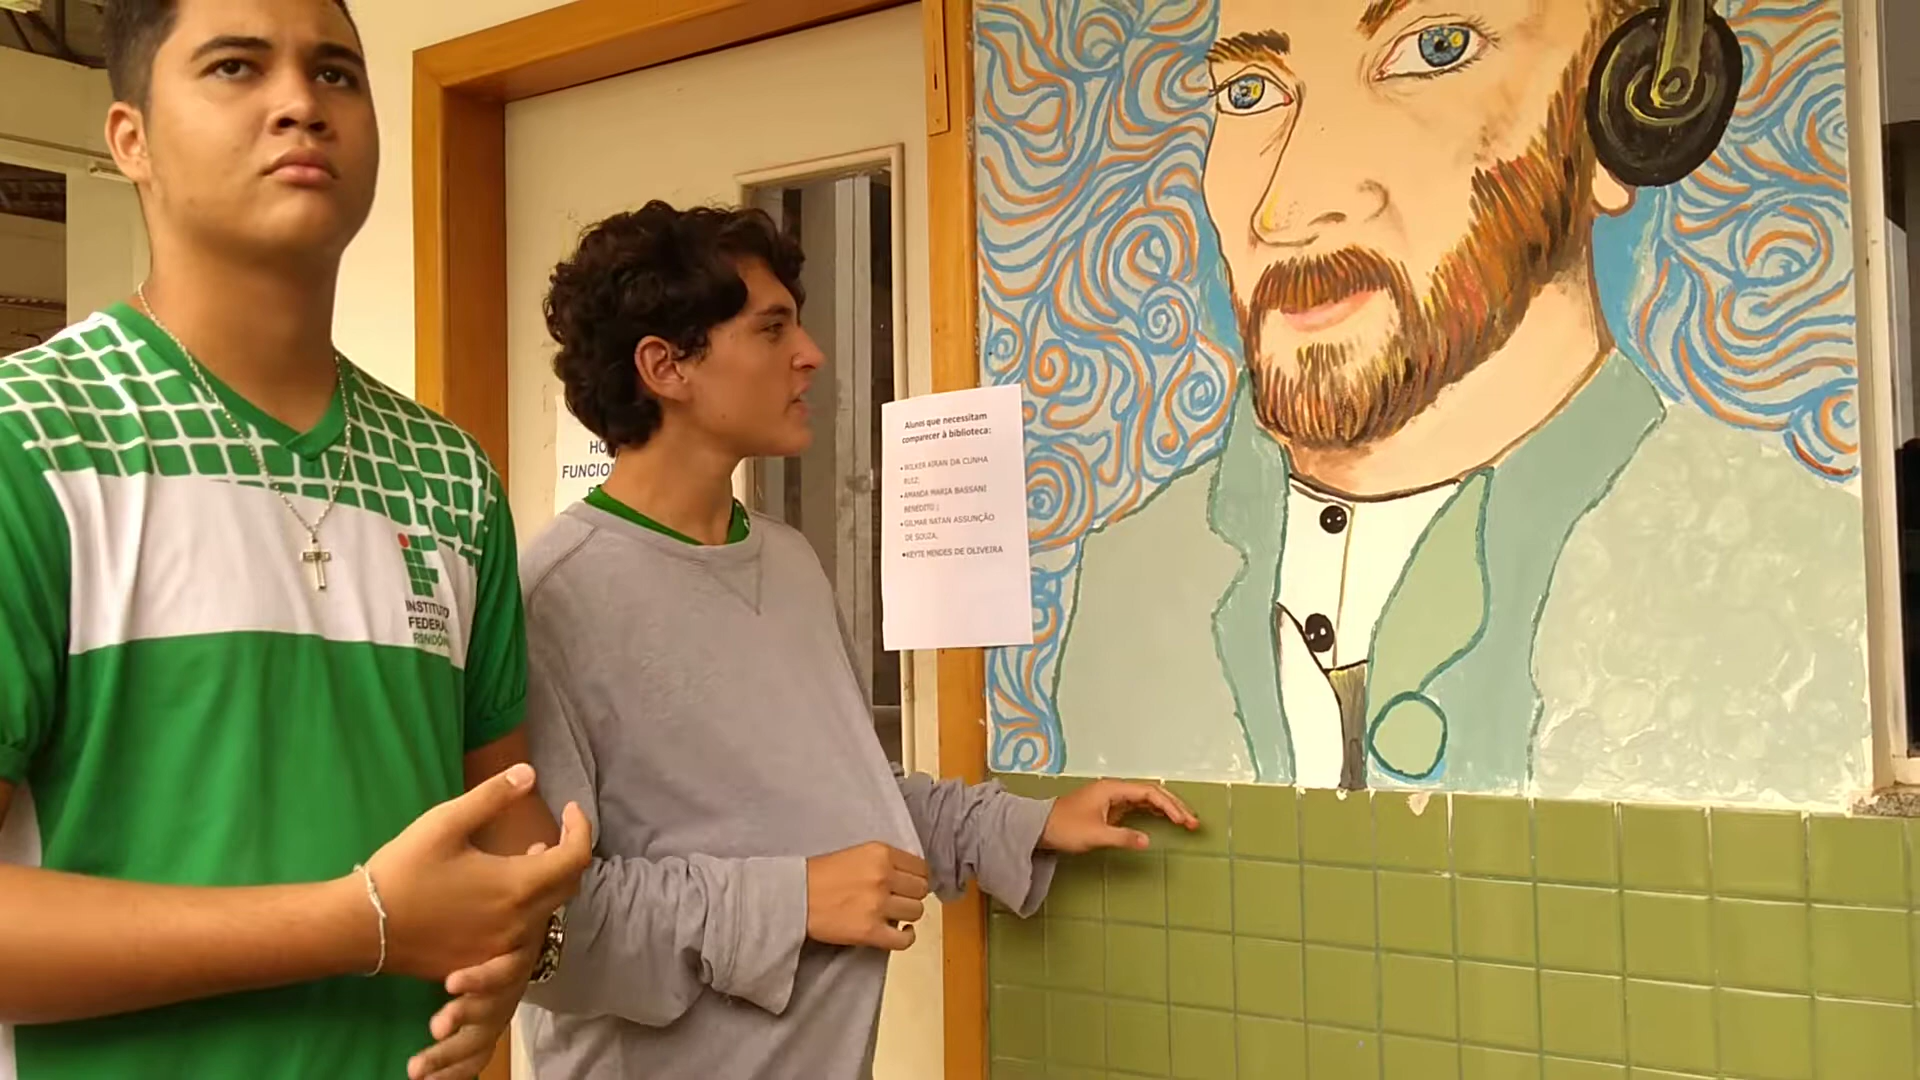 HO
FUNCIO
Alunos que necessitam
comparecer à biblioteca:
•WILKER KIRAN DA CUNHA
RUIZ;
•AMANDA MARIA BASSANI
BENEDITO ;
•GILMAR NATAN ASSUNÇÃO
DE SOUZA,
•KEYTE MENDES DE OLIVEIRA
INSTITUTO
FEDERAL
RONDÔN